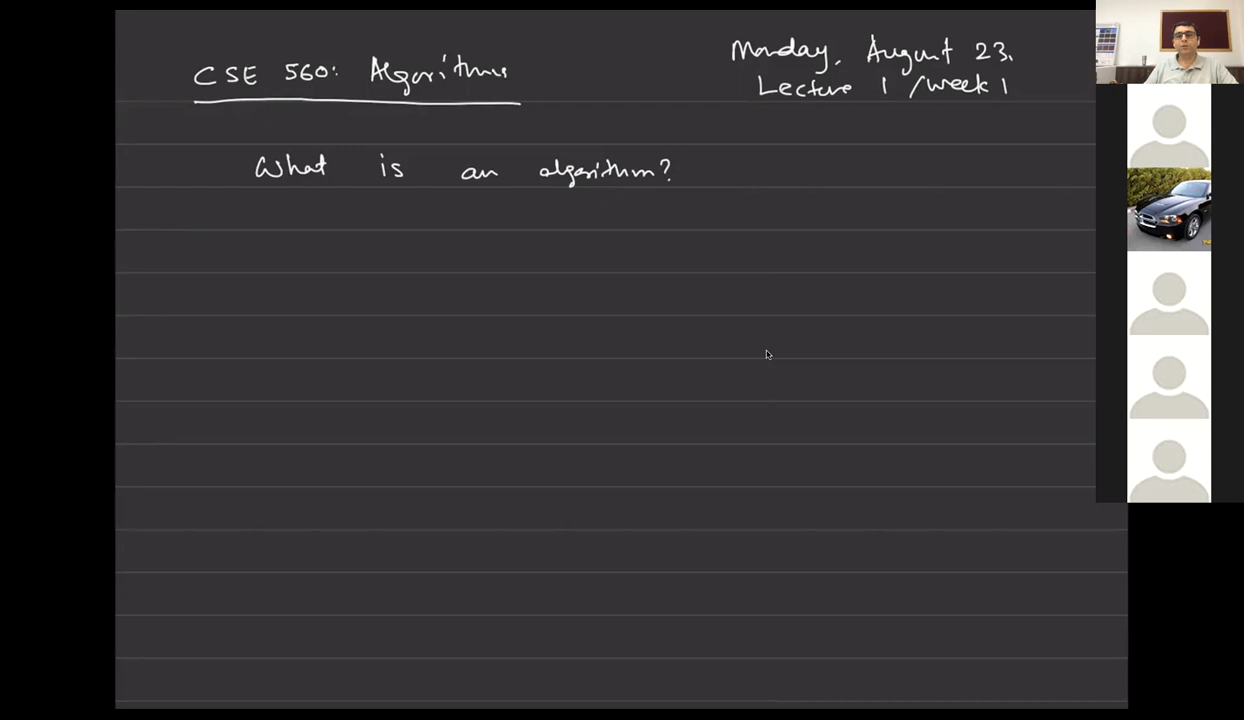 CSE 560: Algorithms
Monday, August 23.
Lecture 1 /week 1
What is an algorithm?